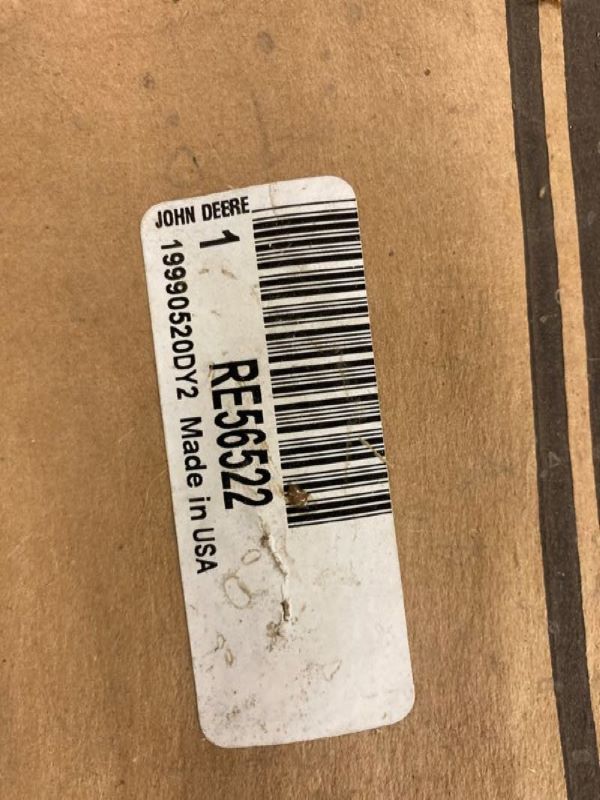 JOHN DEERE
1
RE56522
19990520DY2 Made in USA